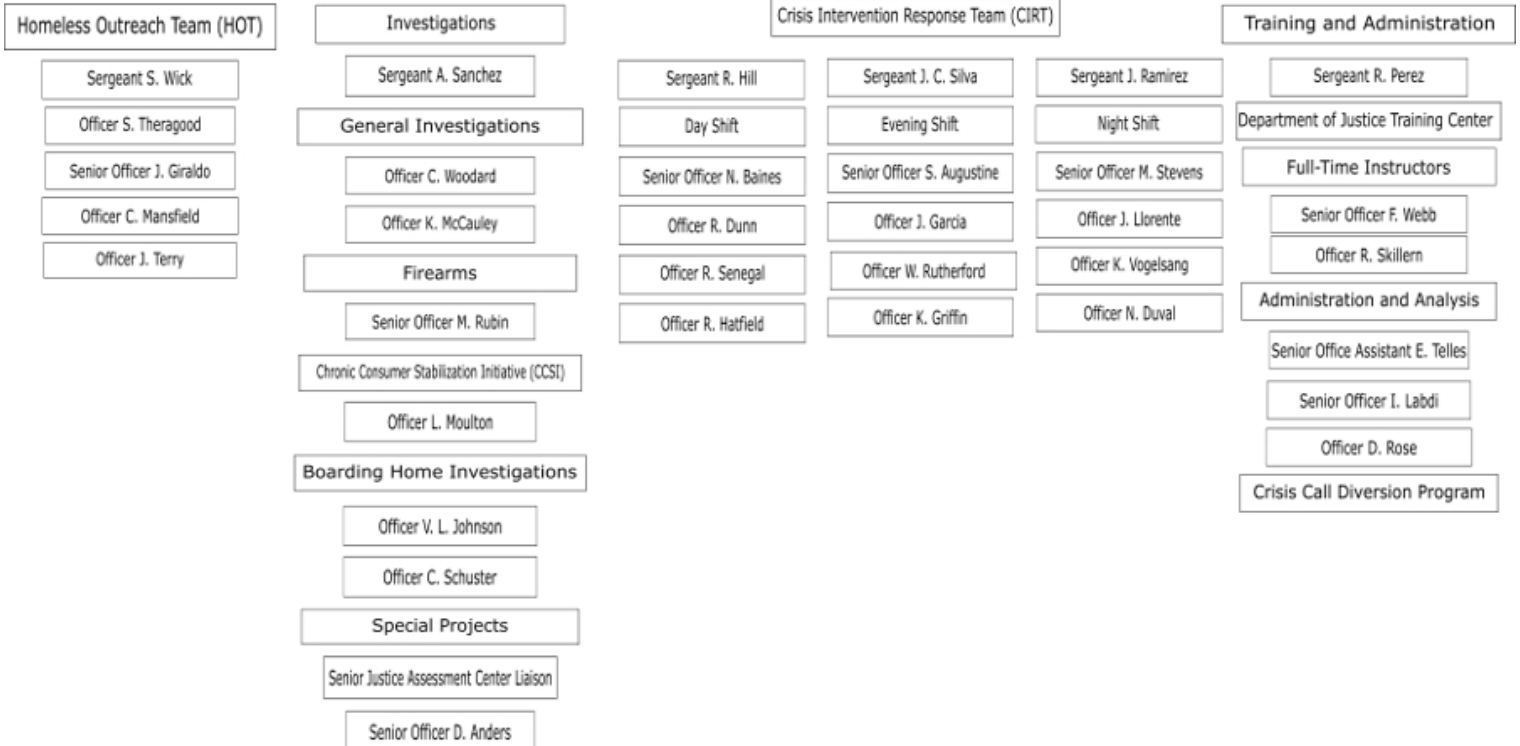 Homeless Outreach Team (HOT)
Sergeant S. Wick
Officer S. Theragood
Senior Officer J. Giraldo
Officer C. Mansfield
Officer J. Terry
Investigations
Sergeant A. Sanchez
General Investigations
Officer C. Woodard
Officer K. McCauley
Firearms
Senior Officer M. Rubin
Chronic Consumer Stabilization Initiative (CCSI)
Officer L. Moulton
Boarding Home Investigations
Officer V. L. Johnson
Officer C. Schuster
Special Projects
Senior Justice Assessment Center Liaison
Senior Officer D. Anders
Crisis Intervention Response Team (CIRT)
Sergeant R. Hill
Day Shift
Senior Officer N. Baines
Officer R. Dunn
Officer R. Senegal
Officer R. Hatfield
Sergeant J. C. Silva
Evening Shift
Senior Officer S. Augustine
Officer J. Garcia
Officer W. Rutherford
Officer K. Griffin
Sergeant J. Ramirez
Night Shift
Senior Officer M. Stevens
Officer J. Llorente
Officer K. Vogelsang
Officer N. Duval
Training and Administration
Sergeant R. Perez
Department of Justice Training Center
Full-Time Instructors
Senior Officer F. Webb
Officer R. Skillern
Administration and Analysis
Senior Office Assistant E. Telles
Senior Officer I. Labdi
Officer D. Rose
Crisis Call Diversion Program